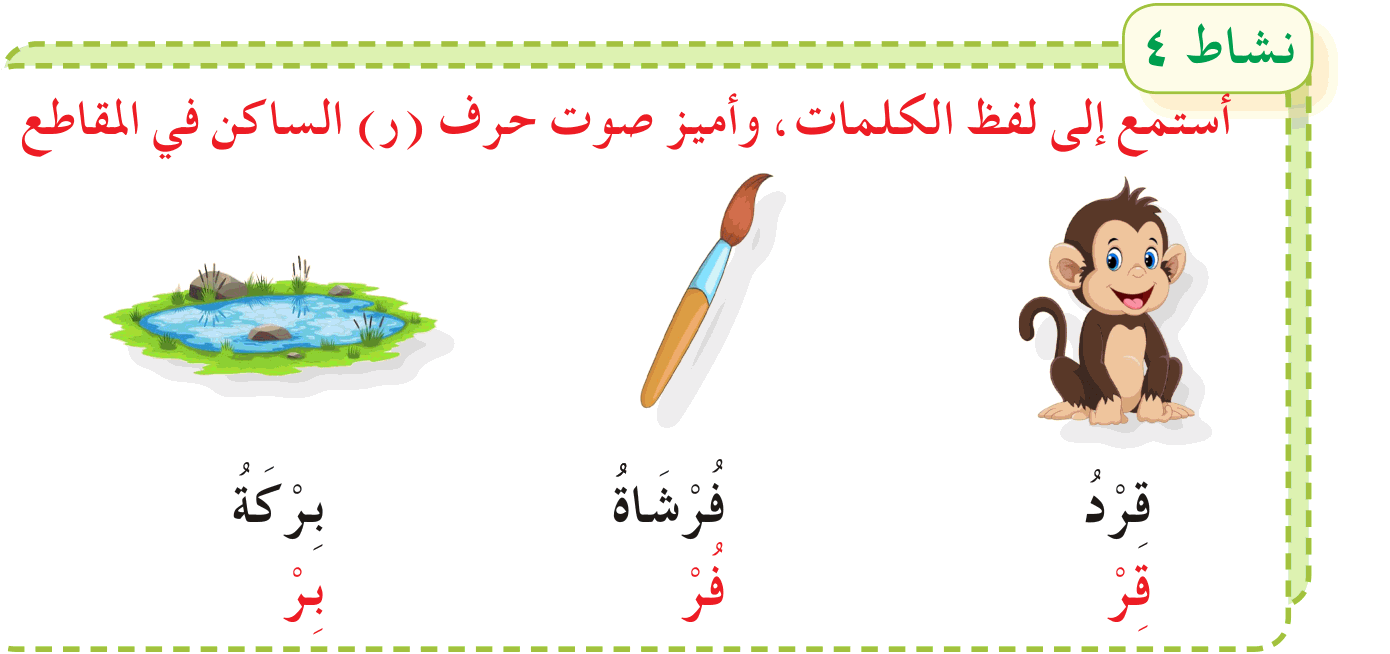 نشاط ٤
أستمع إلى لفظ الكلمات، وأميز صوت حرف (ر) الساكن في المقاطع
قِرْدُ فُرْشَاةُ بِرْكَةُ
قِرْ فُرْ بِرْ